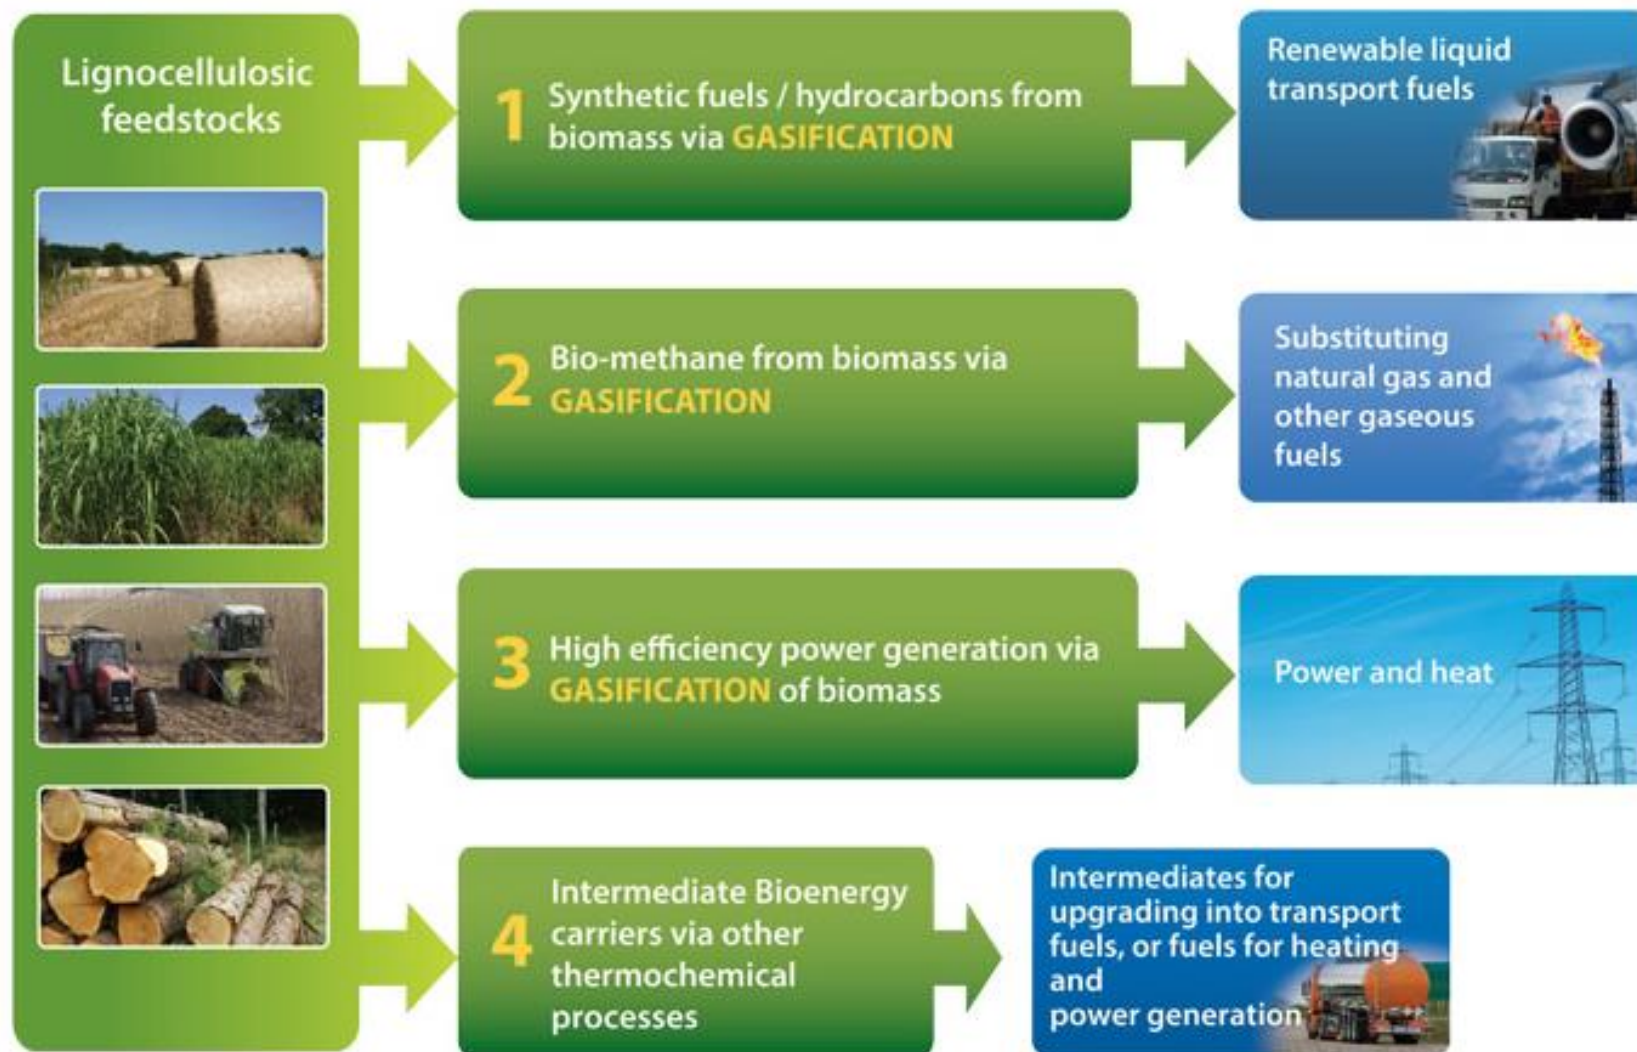 Lignocellulosic
feedstocks
1
Synthetic fuels / hydrocarbons from
biomass via GASIFICATION
Renewable liquid
transport fuels
2
Bio-methane from biomass via
GASIFICATION
Substituting
natural gas and
other gaseous
fuels
3
High efficiency power generation via
GASIFICATION of biomass
Power and heat
4
Intermediate Bioenergy
carriers via other
thermochemical
processes
Intermediates for
upgrading into transport
fuels, or fuels for heating
and
power generation